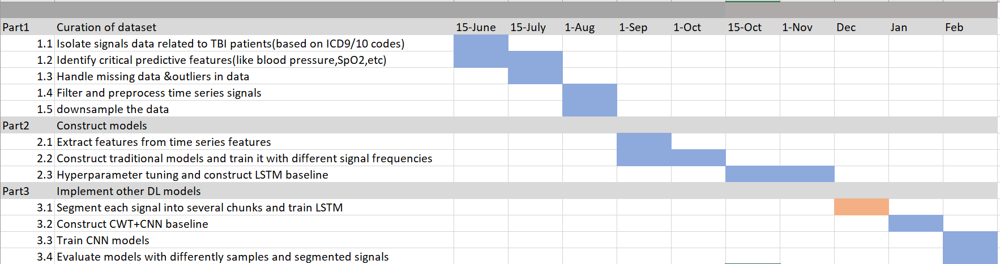 Part1 Curation of dataset 15-June 15-July 1-Aug 1-Sep 1-Oct 15-Oct 1-Nov Dec Jan Feb
1.1 Isolate signals data related to TBI patients(based on ICD9/10 codes)
1.2 Identify critical predictive features(like blood pressure,SpO2,etc)
1.3 Handle missing data &outliers in data
1.4 Filter and preprocess time series signals
1.5 downsample the data
Part2 Construct models
2.1 Extract features from time series features
2.2 Construct traditional models and train it with different signal frequencies
2.3 Hyperparameter tuning and construct LSTM baseline
Part3 Implement other DL models
3.1 Segment each signal into several chunks and train LSTM
3.2 Construct CWT+CNN baseline
3.3 Train CNN models
3.4 Evaluate models with differently samples and segmented signals